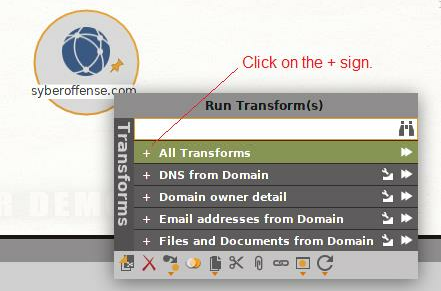 Click on the + sign.
syberoffense.com
Run Transform(s)
Transforms
+ All Transforms
+ DNS from Domain
+ Domain owner detail
+ Email addresses from Domain
+ Files and Documents from Domain
R DEM